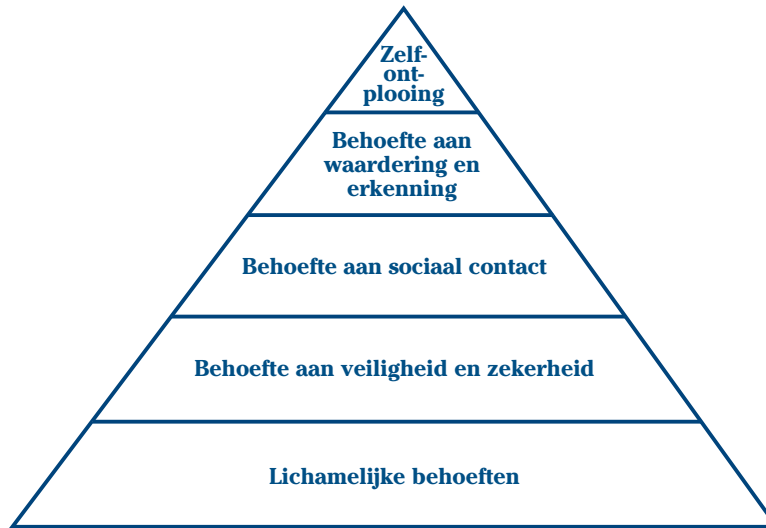 Zelf-
ont-
plooing
Behoefte aan
waardering en
erkenning
Behoefte aan sociaal contact
Behoefte aan veiligheid en zekerheid
Lichamelijke behoeften